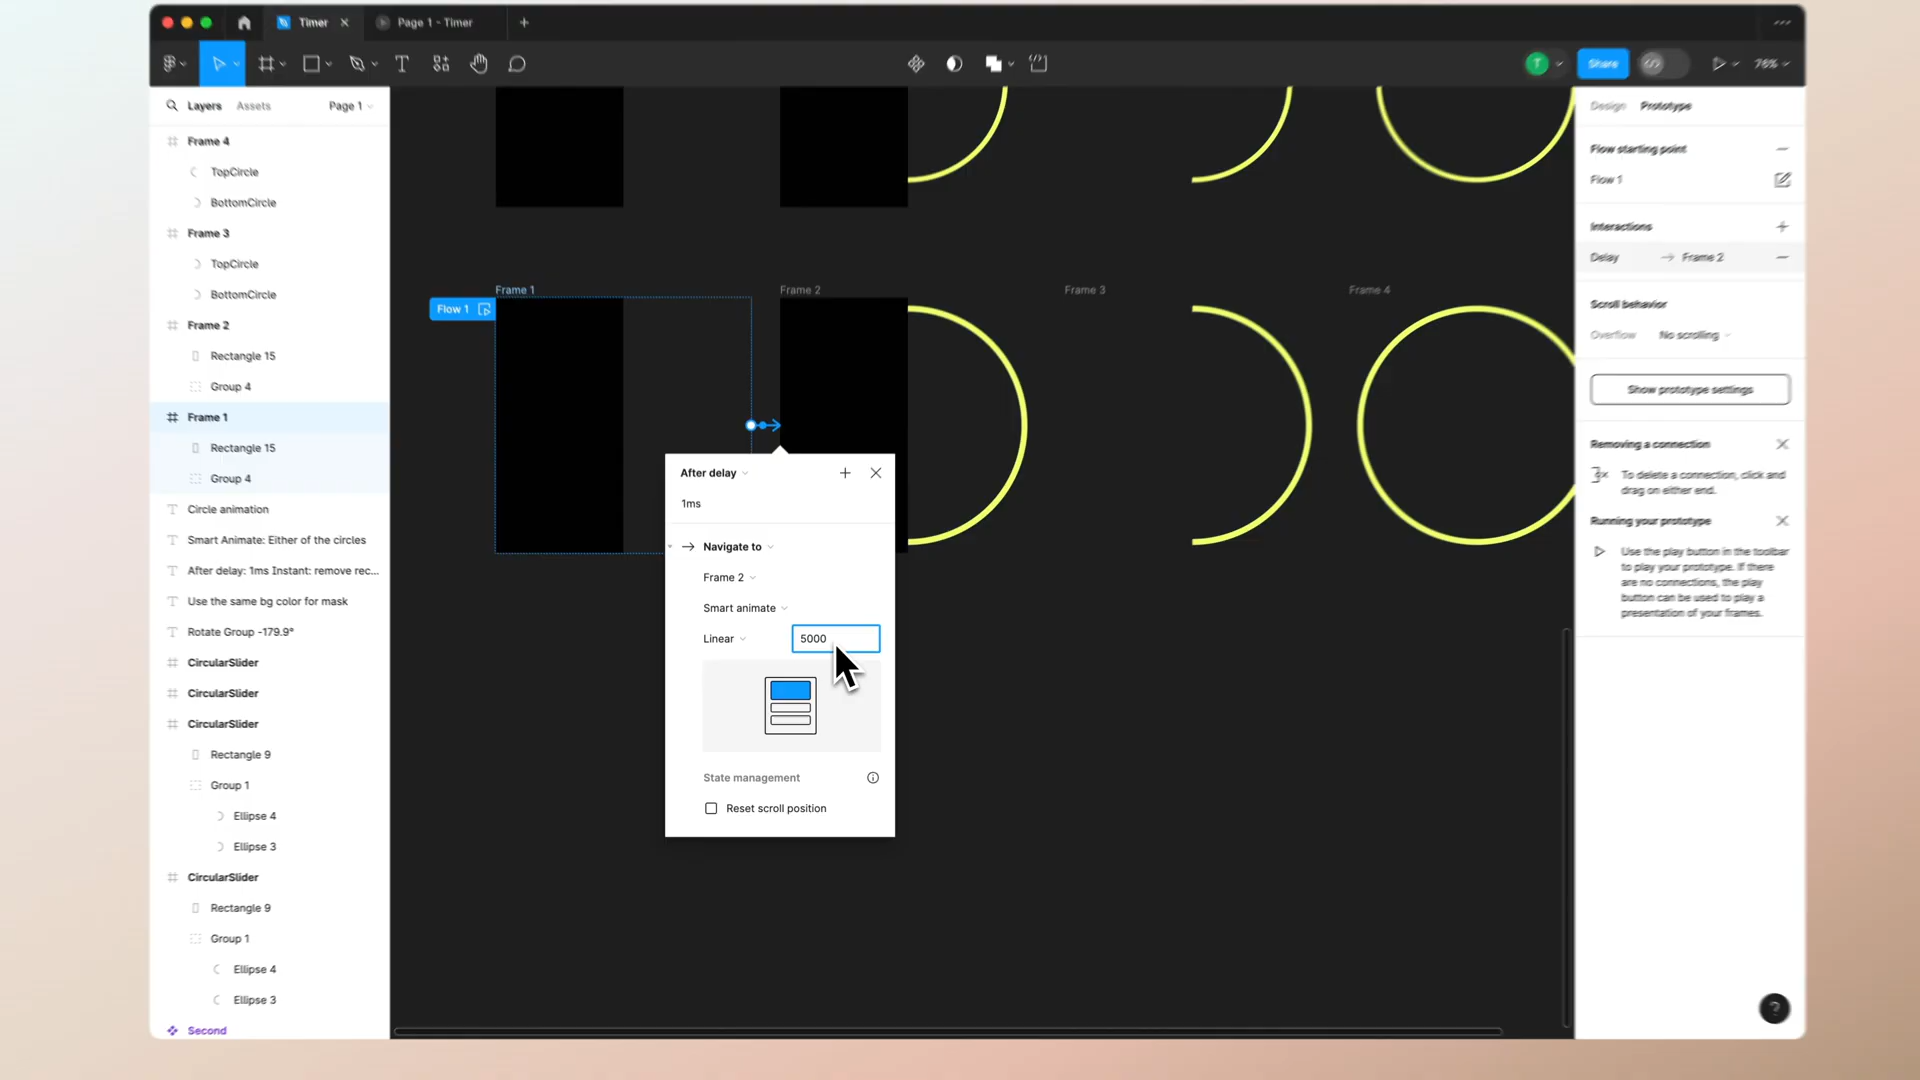 Timer
Page 1 - Timer
T
Share
76%
Layers
Assets
Page 1
Frame 4
TopCircle
BottomCircle
Frame 3
TopCircle
BottomCircle
Frame 2
Rectangle 15
Group 4
Frame 1
Rectangle 15
Group 4
Circle animation
Smart Animate: Either of the circles
After delay: 1ms Instant: remove rec...
Use the same bg color for mask
Rotate Group -179.9°
CircularSlider
CircularSlider
CircularSlider
Rectangle 9
Group 1
Ellipse 4
Ellipse 3
CircularSlider
Rectangle 9
Group 1
Ellipse 4
Ellipse 3
Second
Frame 1
Frame 2
Frame 3
Frame 4
Flow 1
After delay
1ms
Navigate to
Frame 2
Smart animate
Linear
5000
State management
Reset scroll position
Design
Prototype
Flow starting point
Flow 1
Interactions
Delay
Frame 2
Scroll behavior
Overflow
No scrolling
Show prototype settings
Removing a connection
To delete a connection, click and
drag on either end.
Running your prototype
Use the play button in the toolbar
to play your prototype. If there
are no connections, the play
button can be used to play a
presentation of your frames.
?